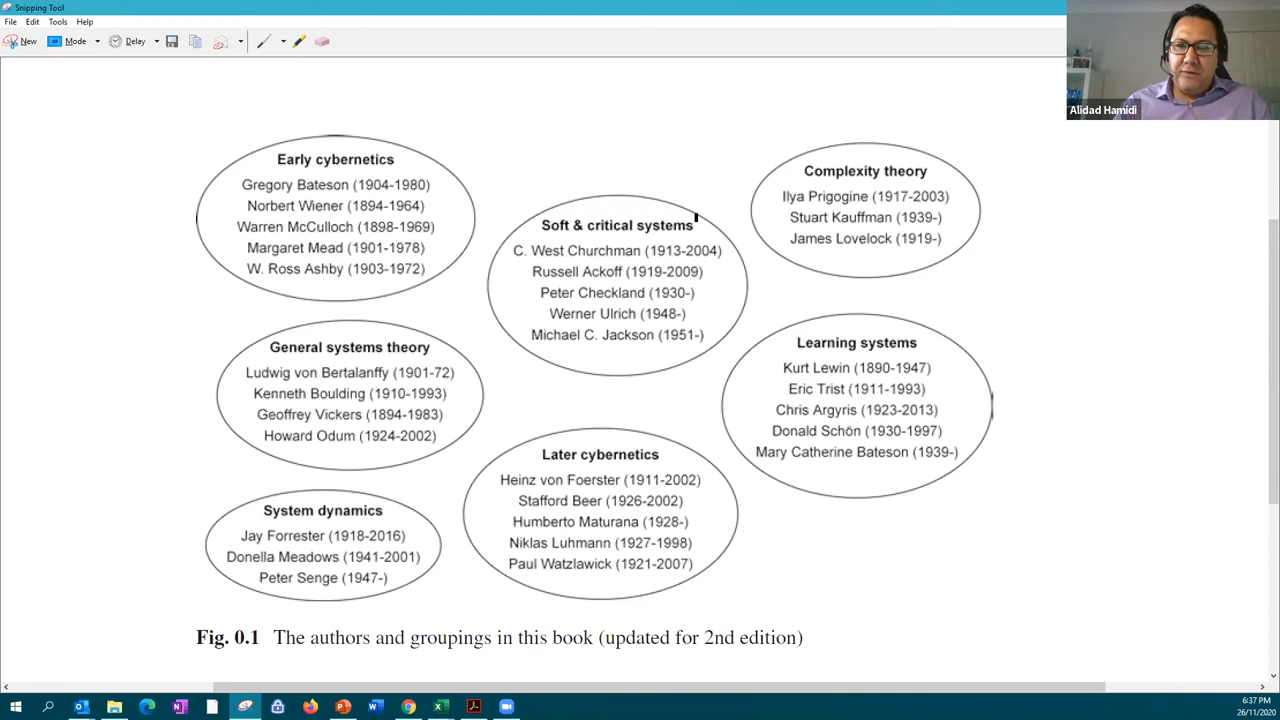 Snipping Tool
File Edit Tools Help
New Mode Delay
Alidad Hamidi
Early cybernetics
Gregory Bateson (1904-1980)
Norbert Wiener (1894-1964)
Warren McCulloch (1898-1969)
Margaret Mead (1901-1978)
W. Ross Ashby (1903-1972)
Soft & critical systems
C. West Churchman (1913-2004)
Russell Ackoff (1919-2009)
Peter Checkland (1930-)
Werner Ulrich (1948-)
Michael C. Jackson (1951-)
Complexity theory
Ilya Prigogine (1917-2003)
Stuart Kauffman (1939-)
James Lovelock (1919-)
General systems theory
Ludwig von Bertalanffy (1901-72)
Kenneth Boulding (1910-1993)
Geoffrey Vickers (1894-1983)
Howard Odum (1924-2002)
Learning systems
Kurt Lewin (1890-1947)
Eric Trist (1911-1993)
Chris Argyris (1923-2013)
Donald Schön (1930-1997)
Mary Catherine Bateson (1939-)
Later cybernetics
Heinz von Foerster (1911-2002)
Stafford Beer (1926-2002)
Humberto Maturana (1928-)
Niklas Luhmann (1927-1998)
Paul Watzlawick (1921-2007)
System dynamics
Jay Forrester (1918-2016)
Donella Meadows (1941-2001)
Peter Senge (1947-)
Fig. 0.1 The authors and groupings in this book (updated for 2nd edition)
6:37 PM
26/11/2020